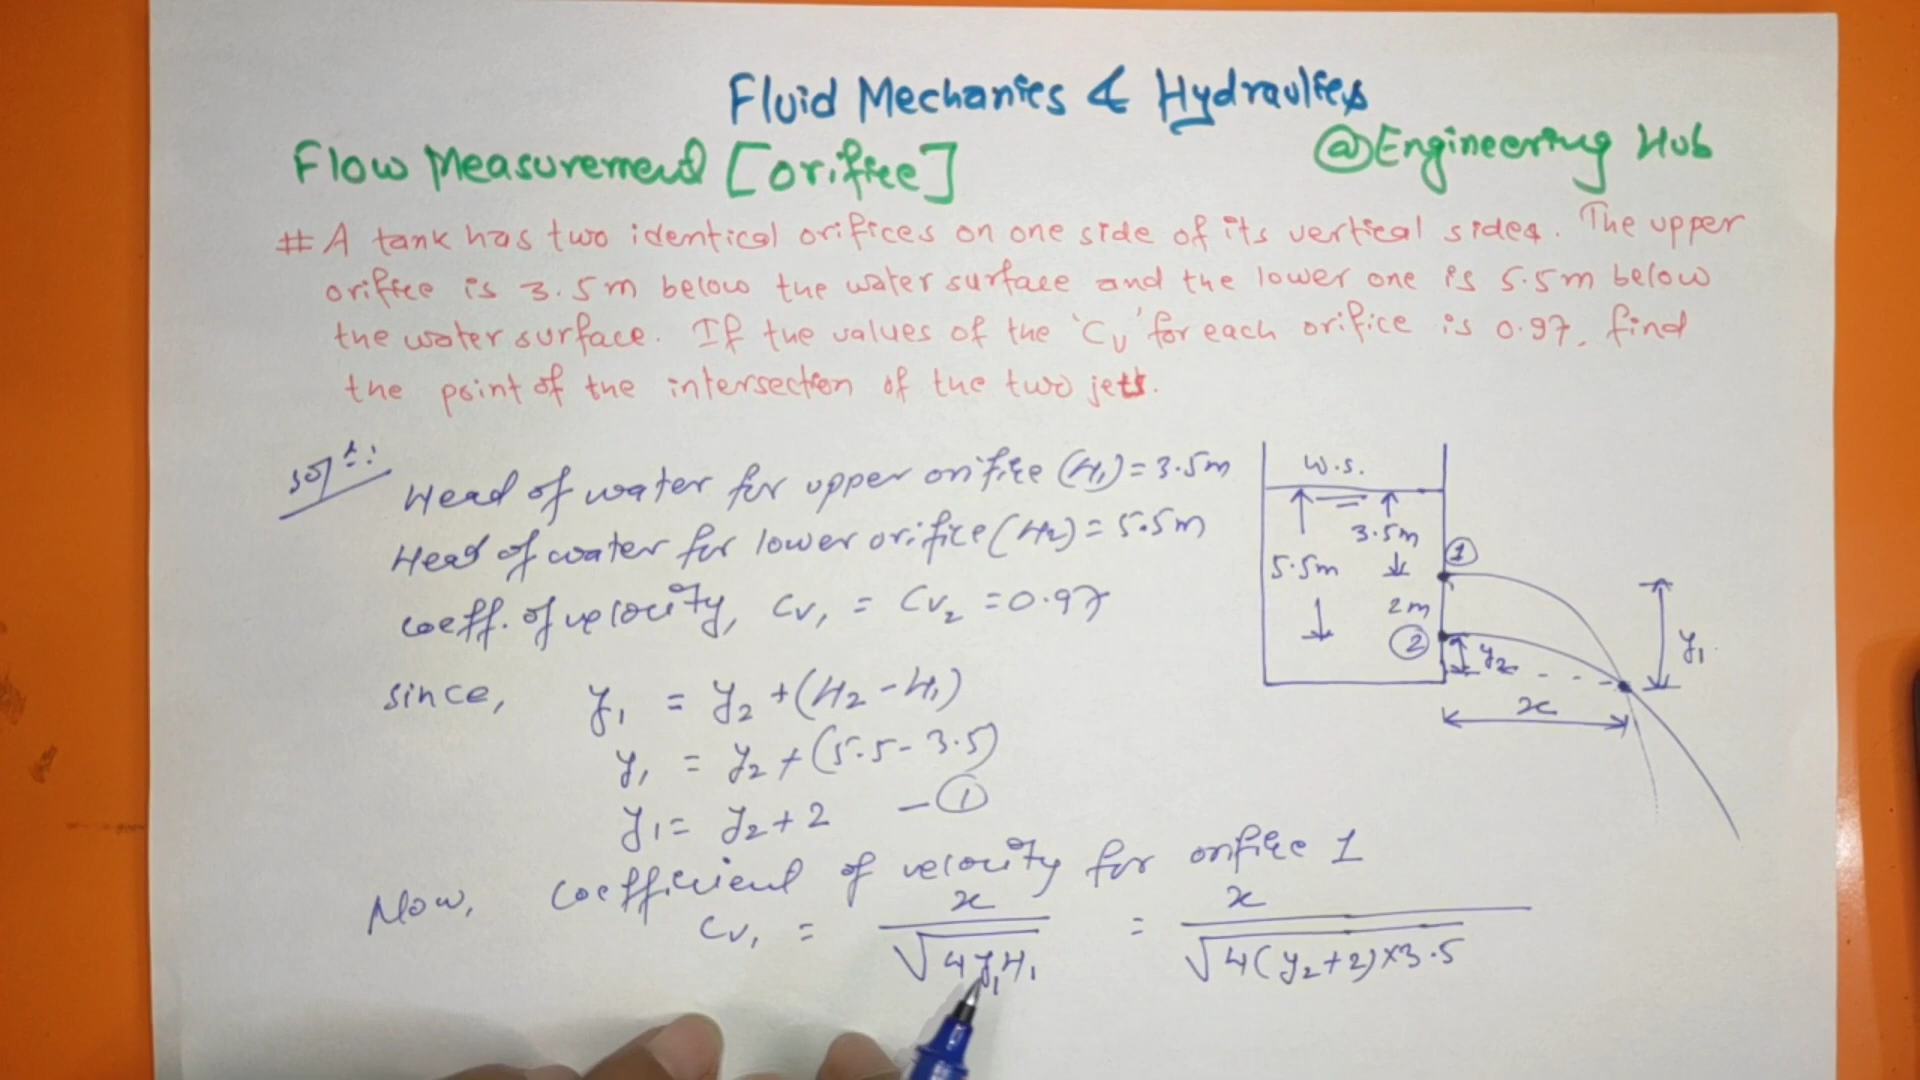 Fluid Mechanics & Hydraulics
Flow Measurement [orifice]
@Engineering Hub
# A tank has two identical orifices on one side of its vertical sides. The upper
orifice is 3.5m below the water surface and the lower one is 5.5m below
the water surface. If the values of the 'Cv' for each orifice is 0.97, find
the point of the intersection of the two jets.
solⁿ:
Head of water for upper orifice (H₁) = 3.5m
Head of water for lower orifice (H₂) = 5.5m
coeff. of velocity, Cv₁ = Cv₂ = 0.97
since, y₁ = y₂ + (H₂ - H₁)
y₁ = y₂ + (5.5 - 3.5)
y₁ = y₂ + 2 - ①
Now, coefficient of velocity for orifice 1
Cv₁ = x / √4y₁H₁ = x / √4(y₂+2)×3.5
W.S.
3.5m
5.5m
①
2m
②
y₂
y₁
x